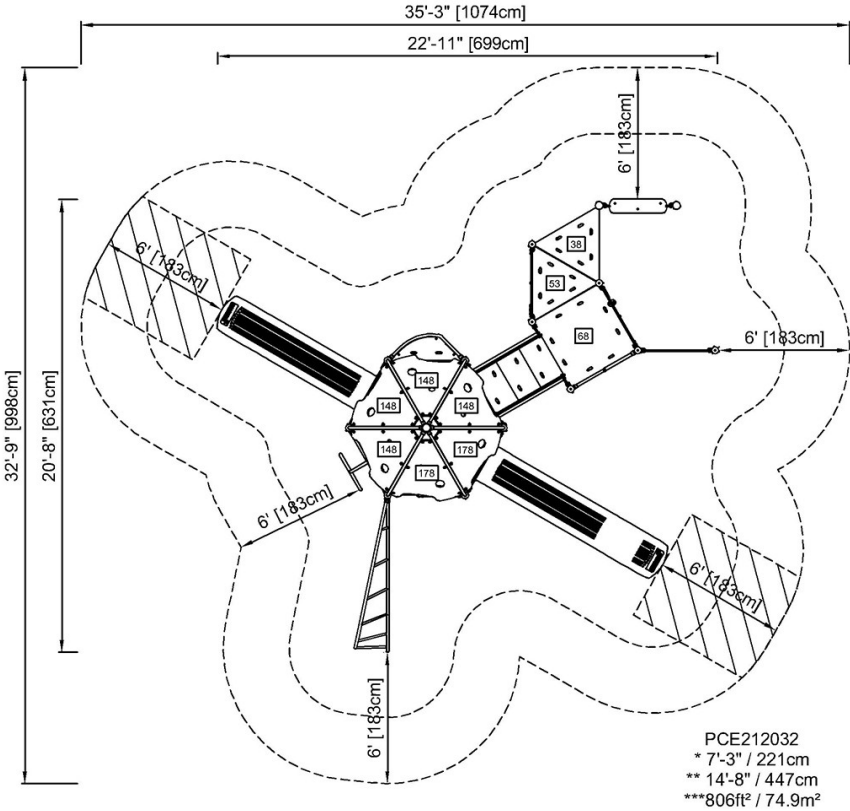 35'-3" [1074cm]
22'-11" [699cm]
6' [183cm]
6' [183cm]
38
53
68
6' [183cm]
32'-9" [998cm]
20'-8" [631cm]
148
148
148
148
178
178
6' [183cm]
6' [183cm]
6' [183cm]
PCE212032
* 7'-3" / 221cm
** 14'-8" / 447cm
***806ft² / 74.9m²